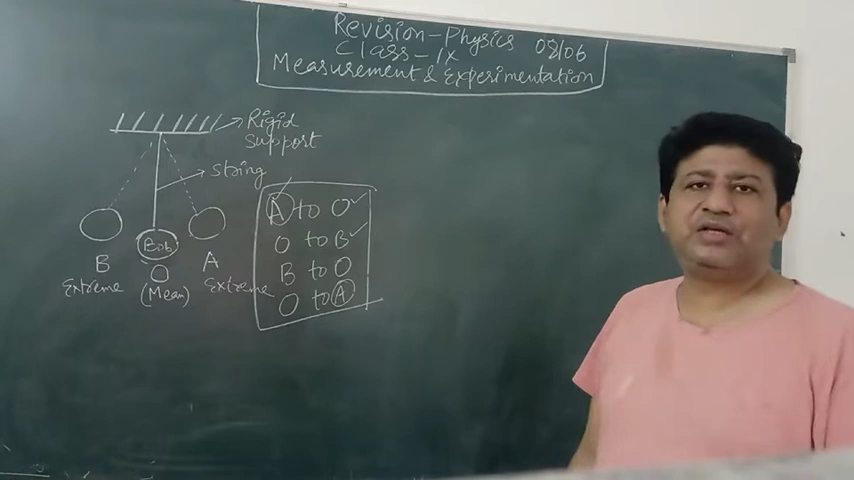 Revision-Physics 08/06
Class-IX
Measurement & Experimentation
Rigid
Support
string
Bob
B
O
A
Extreme
(Mean)
Extreme
A to O ✓
O to B ✓
B to O
O to A